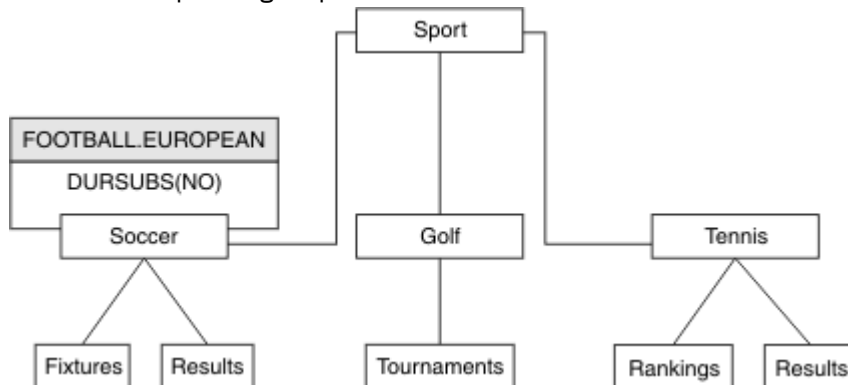 Sport
FOOTBALL.EUROPEAN
DURSUBS(NO)
Soccer
Golf
Tennis
Fixtures
Results
Tournaments
Rankings
Results